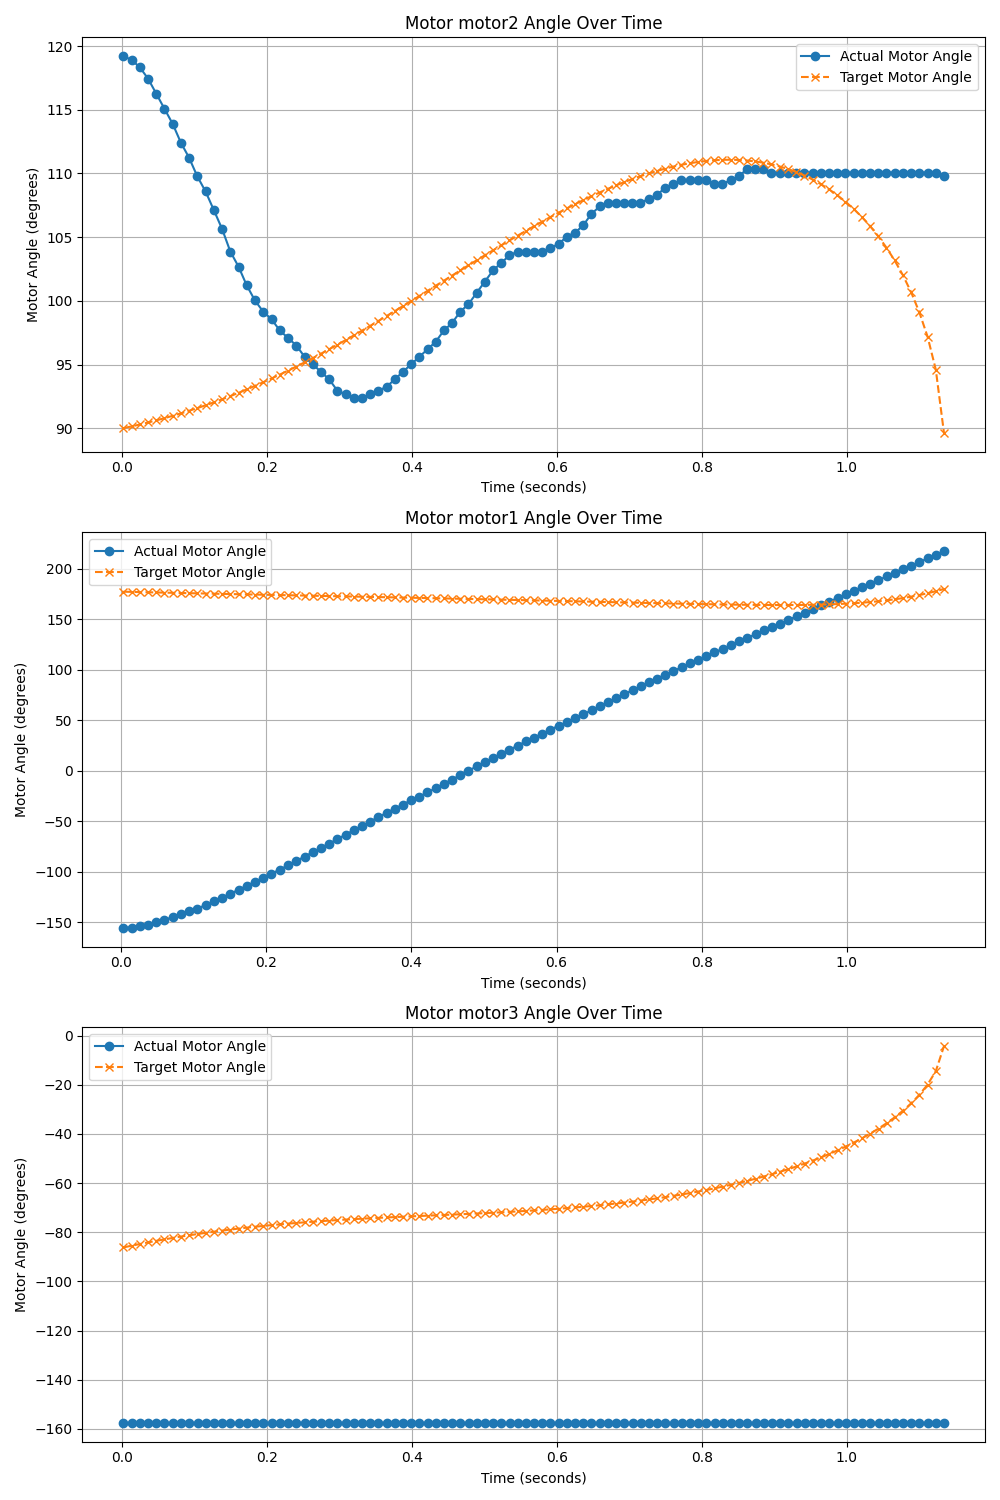 Motor motor2 Angle Over Time
Motor Angle (degrees)
120
115
110
105
100
95
90
Actual Motor Angle
Target Motor Angle
0.0 0.2 0.4 0.6 0.8 1.0
Time (seconds)
Motor motor1 Angle Over Time
Motor Angle (degrees)
200
150
100
50
0
−50
−100
−150
Actual Motor Angle
Target Motor Angle
0.0 0.2 0.4 0.6 0.8 1.0
Time (seconds)
Motor motor3 Angle Over Time
Motor Angle (degrees)
0
−20
−40
−60
−80
−100
−120
−140
−160
Actual Motor Angle
Target Motor Angle
0.0 0.2 0.4 0.6 0.8 1.0
Time (seconds)